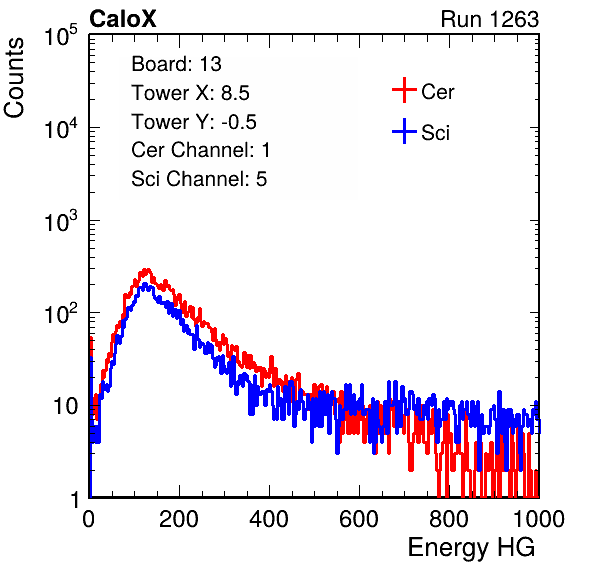 CaloX Run 1263
Counts
10^5
10^4
10^3
10^2
10
1
Board: 13
Tower X: 8.5
Tower Y: -0.5
Cer Channel: 1
Sci Channel: 5
Cer
Sci
0 200 400 600 800 1000
Energy HG